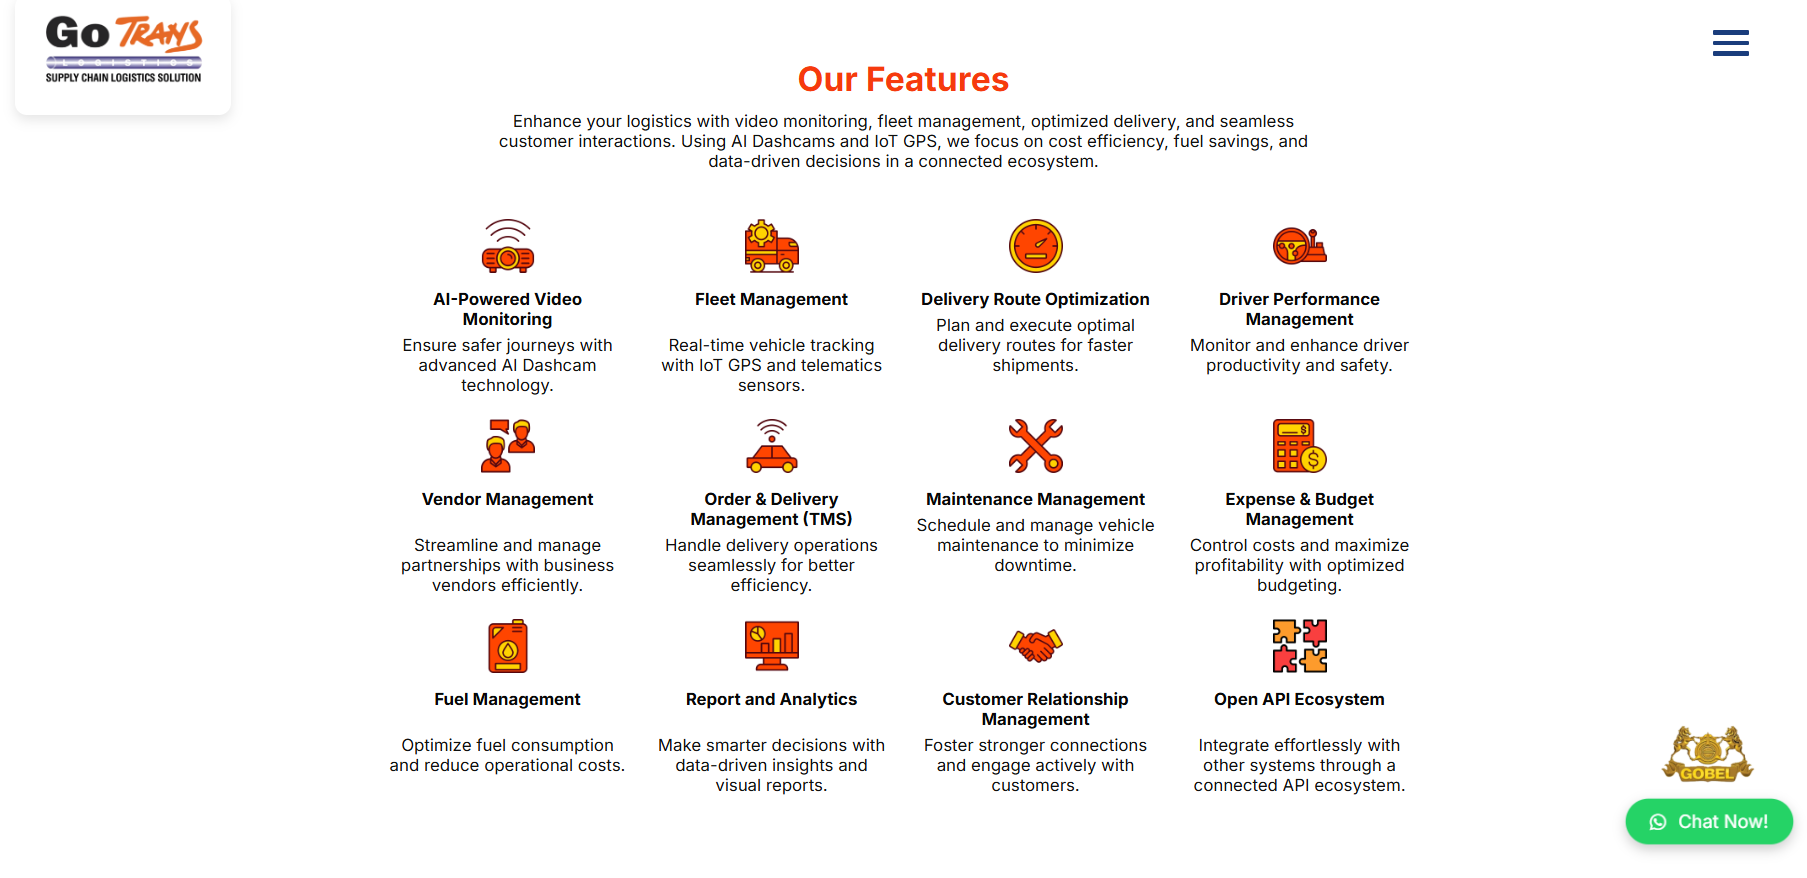 Go TRANS
LOGISTICS
SUPPLY CHAIN LOGISTICS SOLUTION
Our Features
Enhance your logistics with video monitoring, fleet management, optimized delivery, and seamless
customer interactions. Using AI Dashcams and IoT GPS, we focus on cost efficiency, fuel savings, and
data-driven decisions in a connected ecosystem.
AI-Powered Video
Monitoring
Ensure safer journeys with
advanced AI Dashcam
technology.
Fleet Management
Real-time vehicle tracking
with IoT GPS and telematics
sensors.
Delivery Route Optimization
Plan and execute optimal
delivery routes for faster
shipments.
Driver Performance
Management
Monitor and enhance driver
productivity and safety.
Vendor Management
Streamline and manage
partnerships with business
vendors efficiently.
Order & Delivery
Management (TMS)
Handle delivery operations
seamlessly for better
efficiency.
Maintenance Management
Schedule and manage vehicle
maintenance to minimize
downtime.
Expense & Budget
Management
Control costs and maximize
profitability with optimized
budgeting.
Fuel Management
Optimize fuel consumption
and reduce operational costs.
Report and Analytics
Make smarter decisions with
data-driven insights and
visual reports.
Customer Relationship
Management
Foster stronger connections
and engage actively with
customers.
Open API Ecosystem
Integrate effortlessly with
other systems through a
connected API ecosystem.
GOBEL
Chat Now!